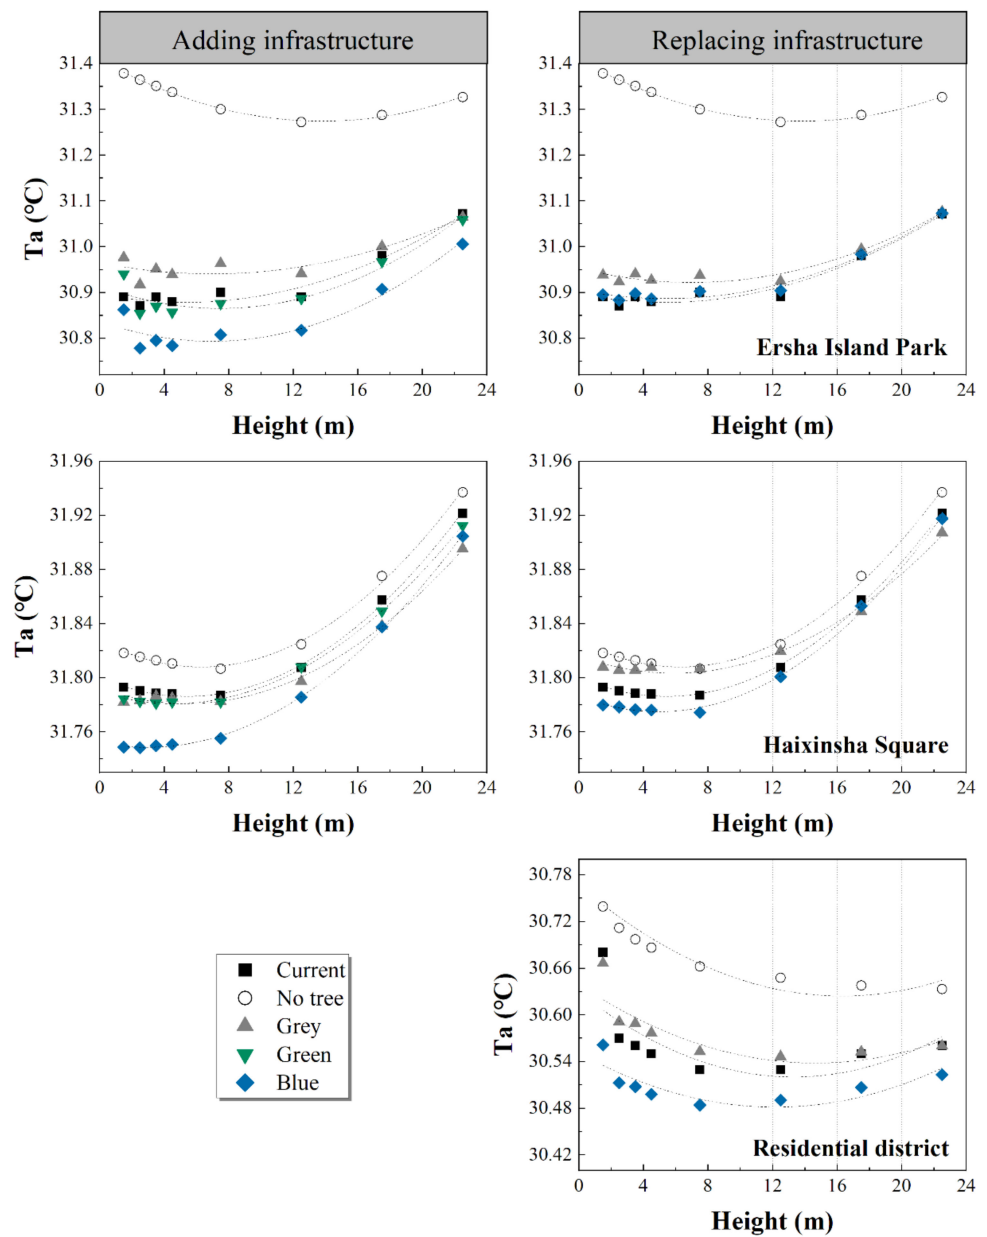 Adding infrastructure
Replacing infrastructure
31.4
31.3
31.2
31.1
31.0
30.9
30.8
Ta (°C)
0 4 8 12 16 20 24
Height (m)
31.4
31.3
31.2
31.1
31.0
30.9
30.8
Ersha Island Park
0 4 8 12 16 20 24
Height (m)
31.96
31.92
31.88
31.84
31.80
31.76
Ta (°C)
0 4 8 12 16 20 24
Height (m)
31.96
31.92
31.88
31.84
31.80
31.76
Haixinsha Square
0 4 8 12 16 20 24
Height (m)
Current
No tree
Grey
Green
Blue
30.78
30.72
30.66
30.60
30.54
30.48
30.42
Ta (°C)
Residential district
0 4 8 12 16 20 24
Height (m)